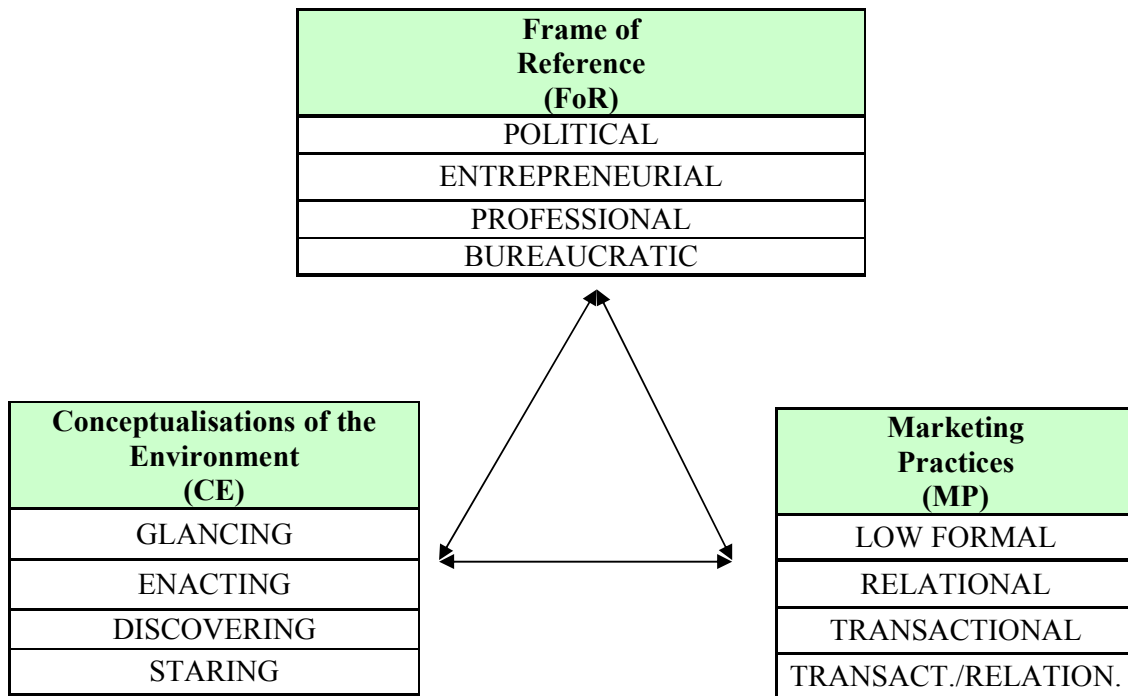 Frame of
Reference
(FoR)
POLITICAL
ENTREPRENEURIAL
PROFESSIONAL
BUREAUCRATIC
Conceptualisations of the
Environment
(CE)
GLANCING
ENACTING
DISCOVERING
STARING
Marketing
Practices
(MP)
LOW FORMAL
RELATIONAL
TRANSACTIONAL
TRANSACT./RELATION.